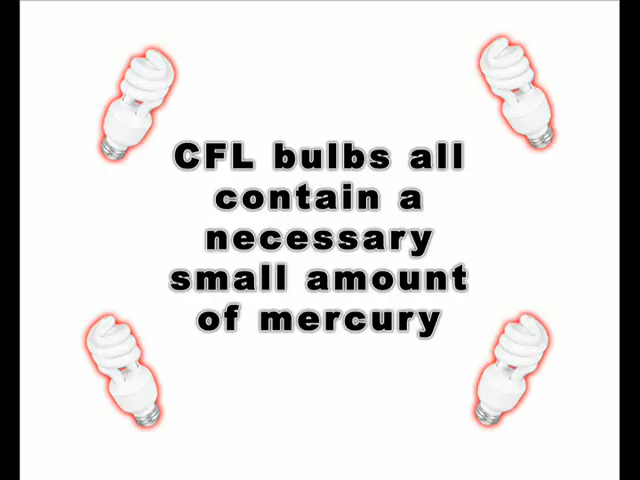 CFL bulbs all
contain a
necessary
small amount
of mercury